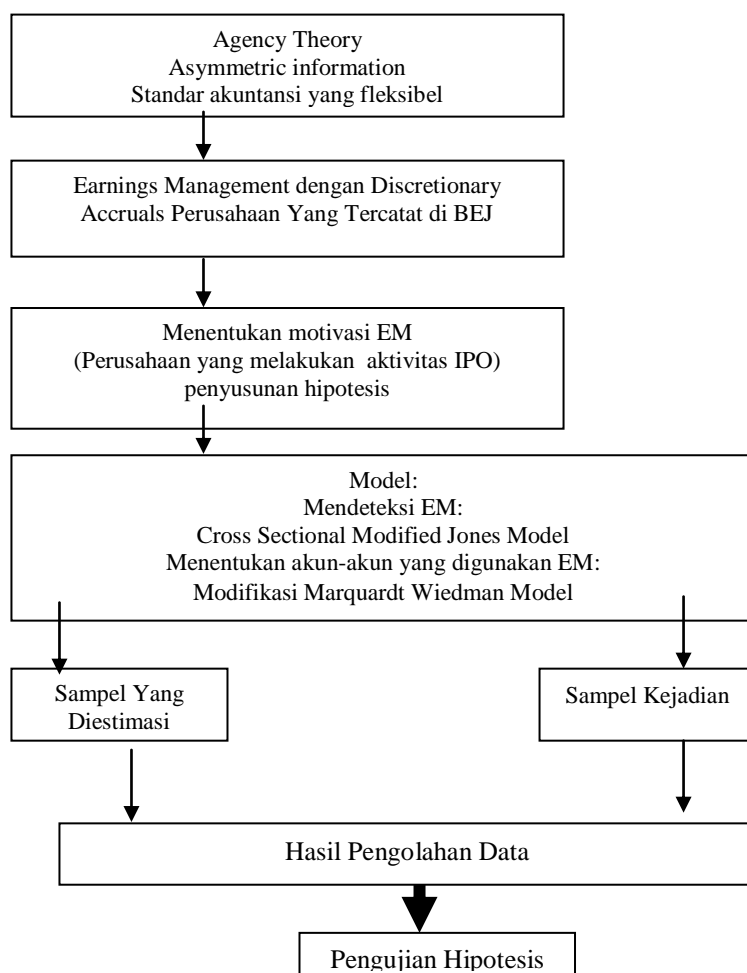 Agency Theory
Asymmetric information
Standar akuntansi yang fleksibel
Earnings Management dengan Discretionary
Accruals Perusahaan Yang Tercatat di BEJ
Menentukan motivasi EM
(Perusahaan yang melakukan aktivitas IPO)
penyusunan hipotesis
Model:
Mendeteksi EM:
Cross Sectional Modified Jones Model
Menentukan akun-akun yang digunakan EM:
Modifikasi Marquardt Wiedman Model
Sampel Yang
Diestimasi
Sampel Kejadian
Hasil Pengolahan Data
Pengujian Hipotesis